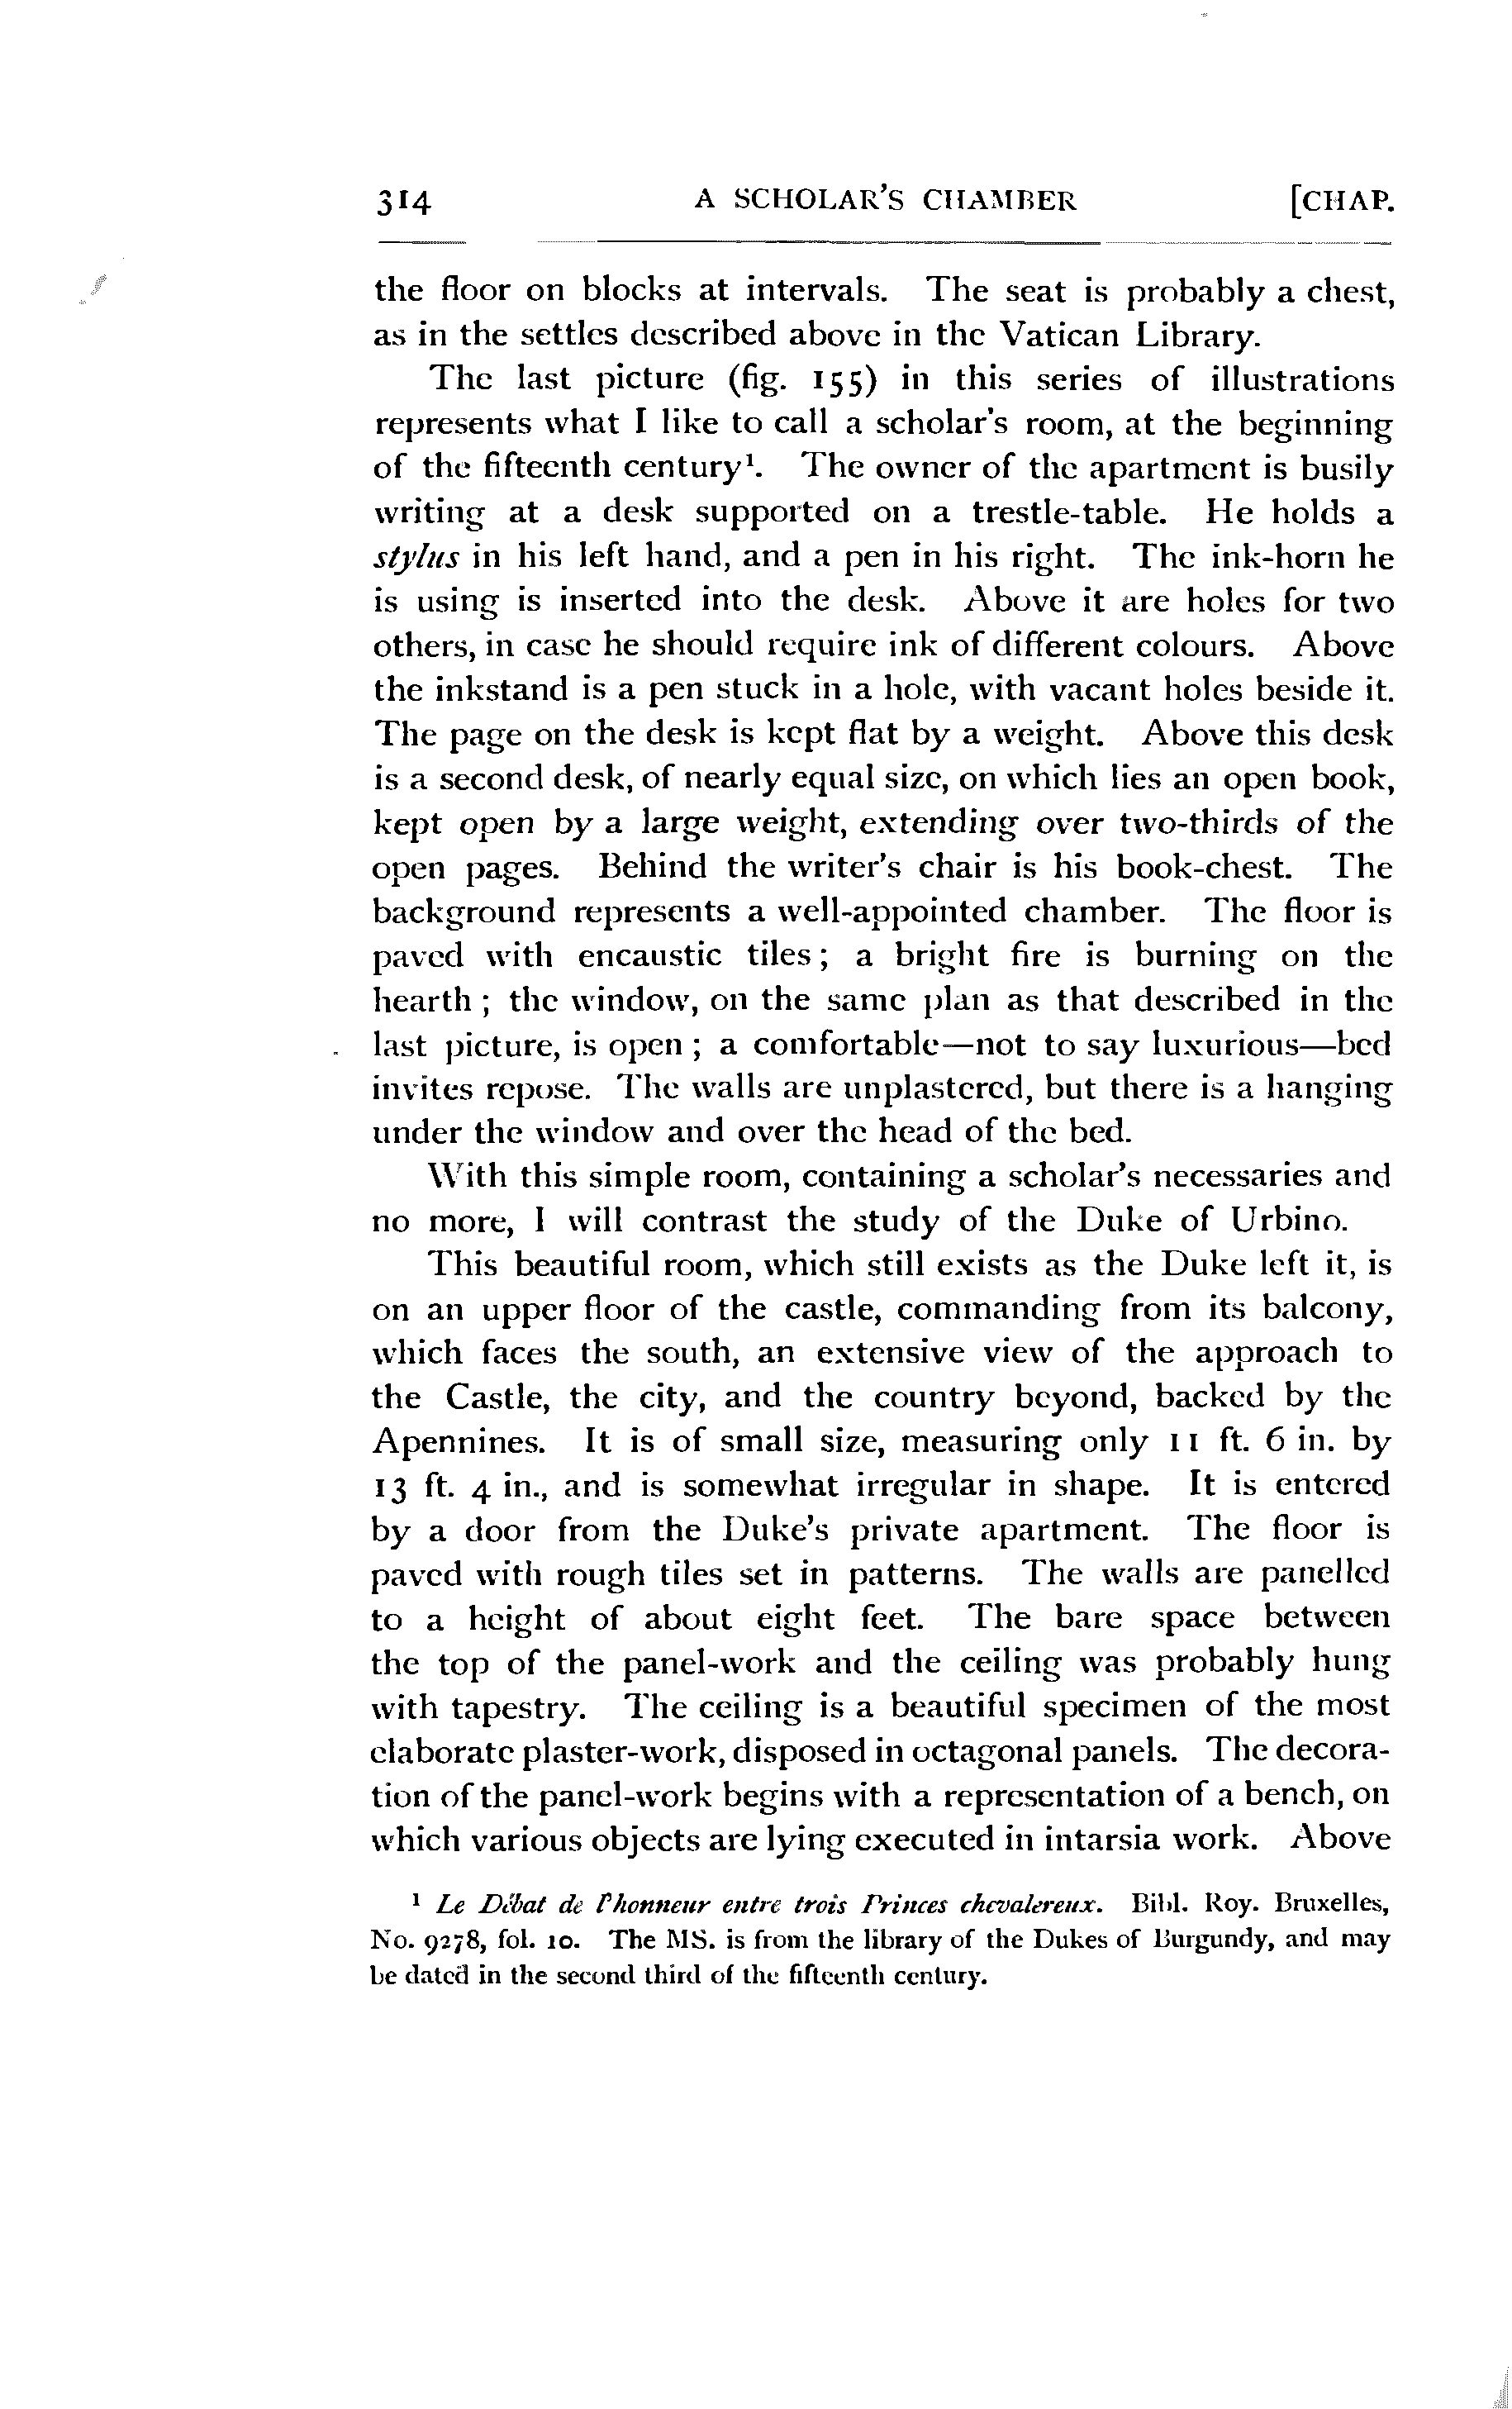 314 A SCHOLAR'S CHAMBER [CHAP.
the floor on blocks at intervals. The seat is probably a chest,
as in the settles described above in the Vatican Library.
The last picture (fig. 155) in this series of illustrations
represents what I like to call a scholar's room, at the beginning
of the fifteenth century¹. The owner of the apartment is busily
writing at a desk supported on a trestle-table. He holds a
stylus in his left hand, and a pen in his right. The ink-horn he
is using is inserted into the desk. Above it are holes for two
others, in case he should require ink of different colours. Above
the inkstand is a pen stuck in a hole, with vacant holes beside it.
The page on the desk is kept flat by a weight. Above this desk
is a second desk, of nearly equal size, on which lies an open book,
kept open by a large weight, extending over two-thirds of the
open pages. Behind the writer's chair is his book-chest. The
background represents a well-appointed chamber. The floor is
paved with encaustic tiles; a bright fire is burning on the
hearth; the window, on the same plan as that described in the
last picture, is open; a comfortable—not to say luxurious—bed
invites repose. The walls are unplastered, but there is a hanging
under the window and over the head of the bed.
With this simple room, containing a scholar's necessaries and
no more, I will contrast the study of the Duke of Urbino.
This beautiful room, which still exists as the Duke left it, is
on an upper floor of the castle, commanding from its balcony,
which faces the south, an extensive view of the approach to
the Castle, the city, and the country beyond, backed by the
Apennines. It is of small size, measuring only 11 ft. 6 in. by
13 ft. 4 in., and is somewhat irregular in shape. It is entered
by a door from the Duke's private apartment. The floor is
paved with rough tiles set in patterns. The walls are panelled
to a height of about eight feet. The bare space between
the top of the panel-work and the ceiling was probably hung
with tapestry. The ceiling is a beautiful specimen of the most
elaborate plaster-work, disposed in octagonal panels. The decora-
tion of the panel-work begins with a representation of a bench, on
which various objects are lying executed in intarsia work. Above
¹ Le Débat de l'honneur entre trois Princes chevalereux. Bibl. Roy. Bruxelles,
No. 9278, fol. 10. The MS. is from the library of the Dukes of Burgundy, and may
be dated in the second third of the fifteenth century.